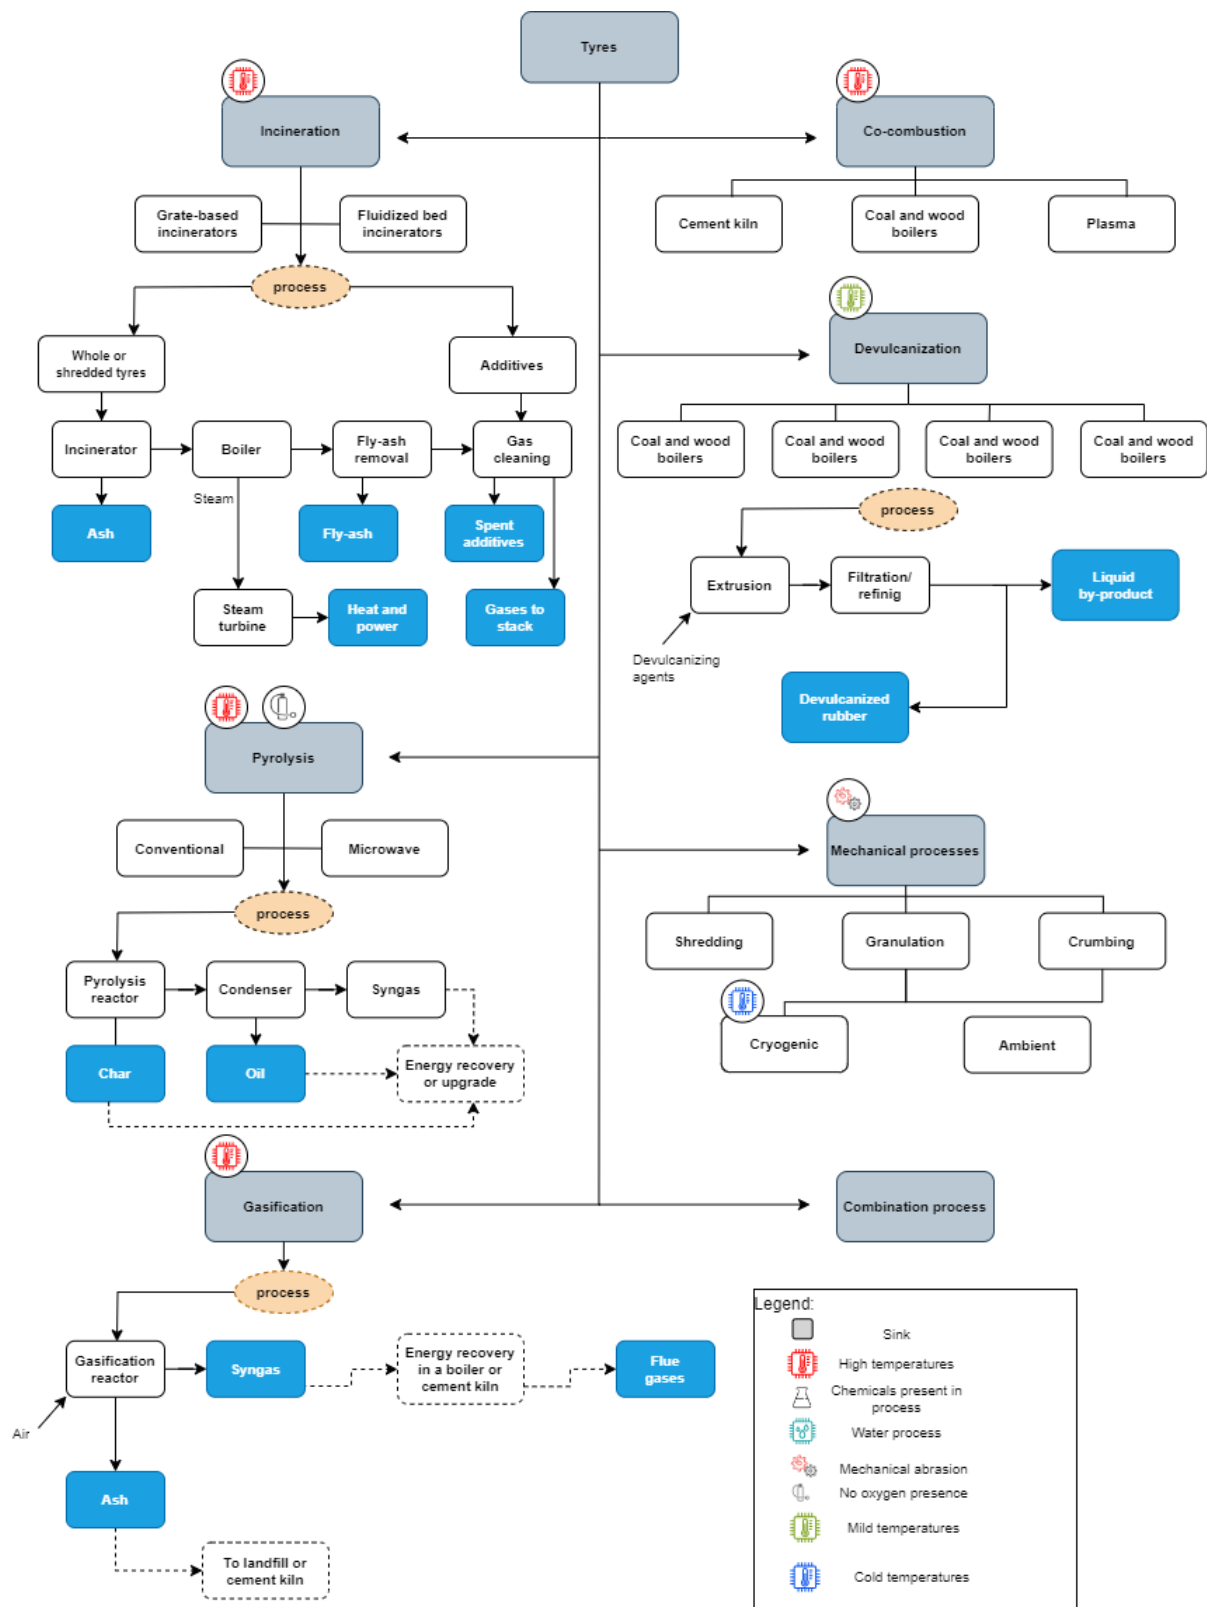 Tyres
Incineration
Co-combustion
Grate-based
incinerators
Fluidized bed
incinerators
Cement kiln
Coal and wood
boilers
Plasma
process
Whole or
shredded tyres
Additives
Devulcanization
Incinerator
Boiler
Fly-ash
removal
Gas
cleaning
Coal and wood
boilers
Coal and wood
boilers
Coal and wood
boilers
Coal and wood
boilers
Steam
Ash
Fly-ash
Spent
additives
process
Extrusion
Filtration/
refinig
Liquid
by-product
Steam
turbine
Heat and
power
Gases to
stack
Devulcanizing
agents
Devulcanized
rubber
Pyrolysis
Conventional
Microwave
Mechanical processes
process
Shredding
Granulation
Crumbing
Pyrolysis
reactor
Condenser
Syngas
Cryogenic
Ambient
Char
Oil
Energy recovery
or upgrade
Gasification
Combination process
process
Gasification
reactor
Syngas
Energy recovery
in a boiler or
cement kiln
Flue
gases
Air
Ash
To landfill or
cement kiln
Legend:
Sink
High temperatures
Chemicals present in
process
Water process
Mechanical abrasion
No oxygen presence
Mild temperatures
Cold temperatures